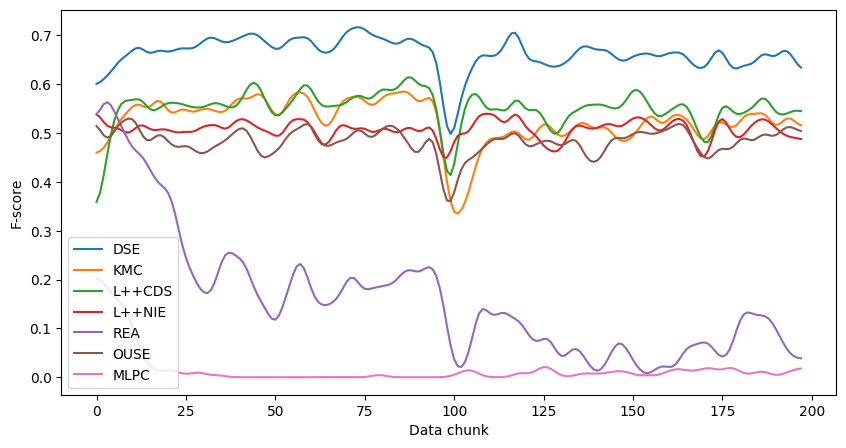 0.7
0.6
0.5
0.4
0.3
0.2
0.1
0.0
F-score
DSE
KMC
L++CDS
L++NIE
REA
OUSE
MLPC
0 25 50 75 100 125 150 175 200
Data chunk